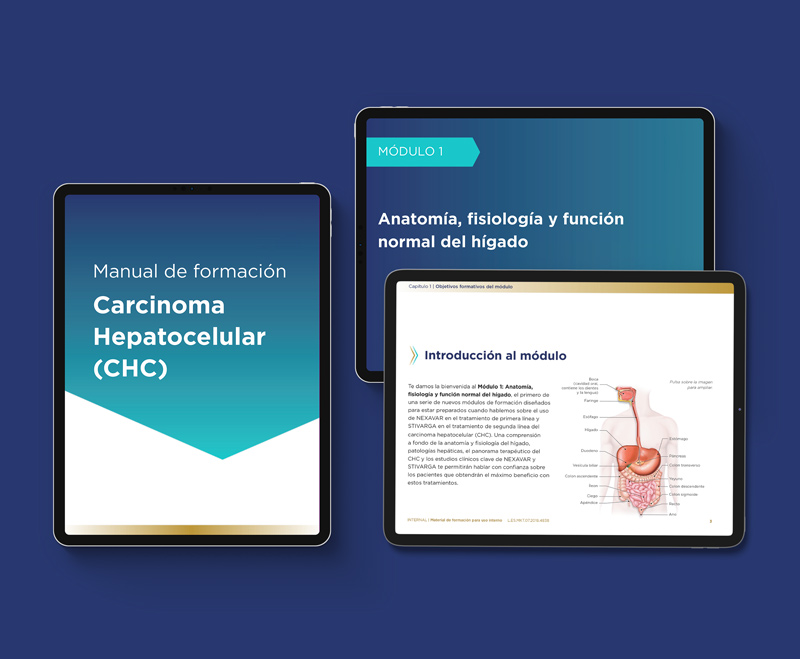 Manual de formación
Carcinoma
Hepatocelular
(CHC)
MÓDULO 1
Anatomía, fisiología y función
normal del hígado
Capítulo 1 | Objetivos formativos del módulo
Introducción al módulo
Te damos la bienvenida al Módulo 1: Anatomía,
fisiología y función normal del hígado, el primero de
una serie de nuevos módulos de formación diseñados
para estar preparados cuando hablemos sobre el uso
de NEXAVAR en el tratamiento de primera línea y
STIVARGA en el tratamiento de segunda línea del
carcinoma hepatocelular (CHC). Una comprensión
a fondo de la anatomía y fisiología del hígado,
patologías hepáticas, el panorama terapéutico del
CHC y los estudios clínicos clave de NEXAVAR y
STIVARGA te permitirán hablar con confianza sobre
los pacientes que obtendrán el máximo beneficio con
estos tratamientos.
Pulse sobre la imagen
para ampliar.
Boca
(cavidad oral,
contiene los dientes
y la lengua)
Faringe
Esófago
Hígado
Duodeno
Vesícula biliar
Colon ascendente
Íleon
Ciego
Apéndice
Estómago
Páncreas
Colon transverso
Yeyuno
Colon descendente
Colon sigmoide
Recto
Ano
INTERNAL | Material de formación para uso interno